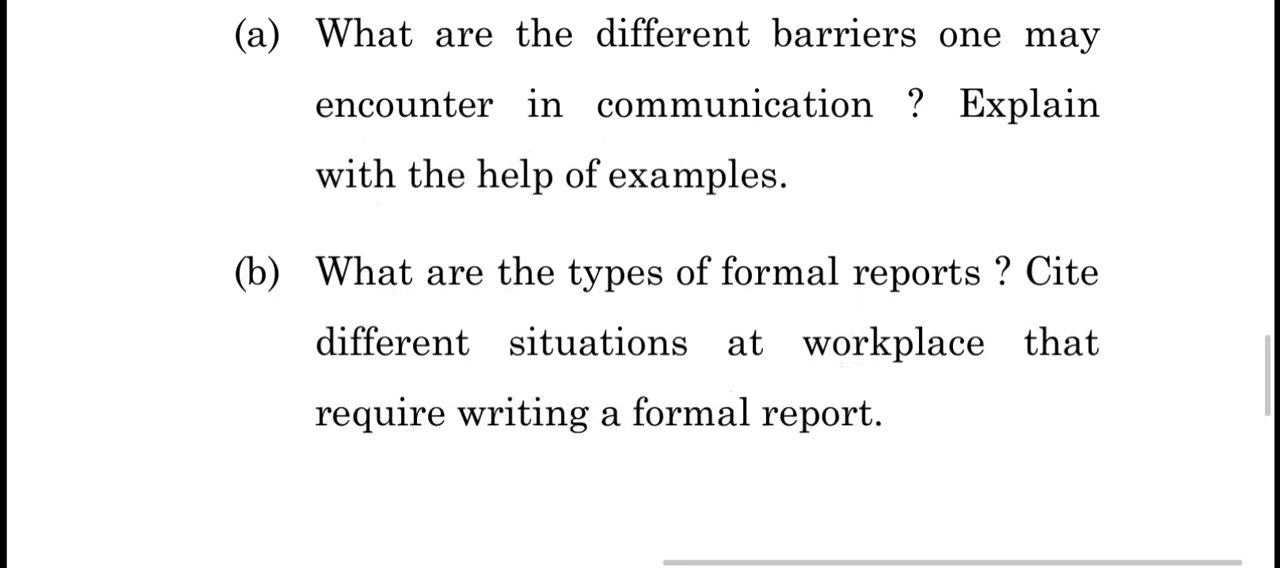 (a) What are the different barriers one may
encounter in communication ? Explain
with the help of examples.
(b) What are the types of formal reports ? Cite
different situations at workplace that
require writing a formal report.